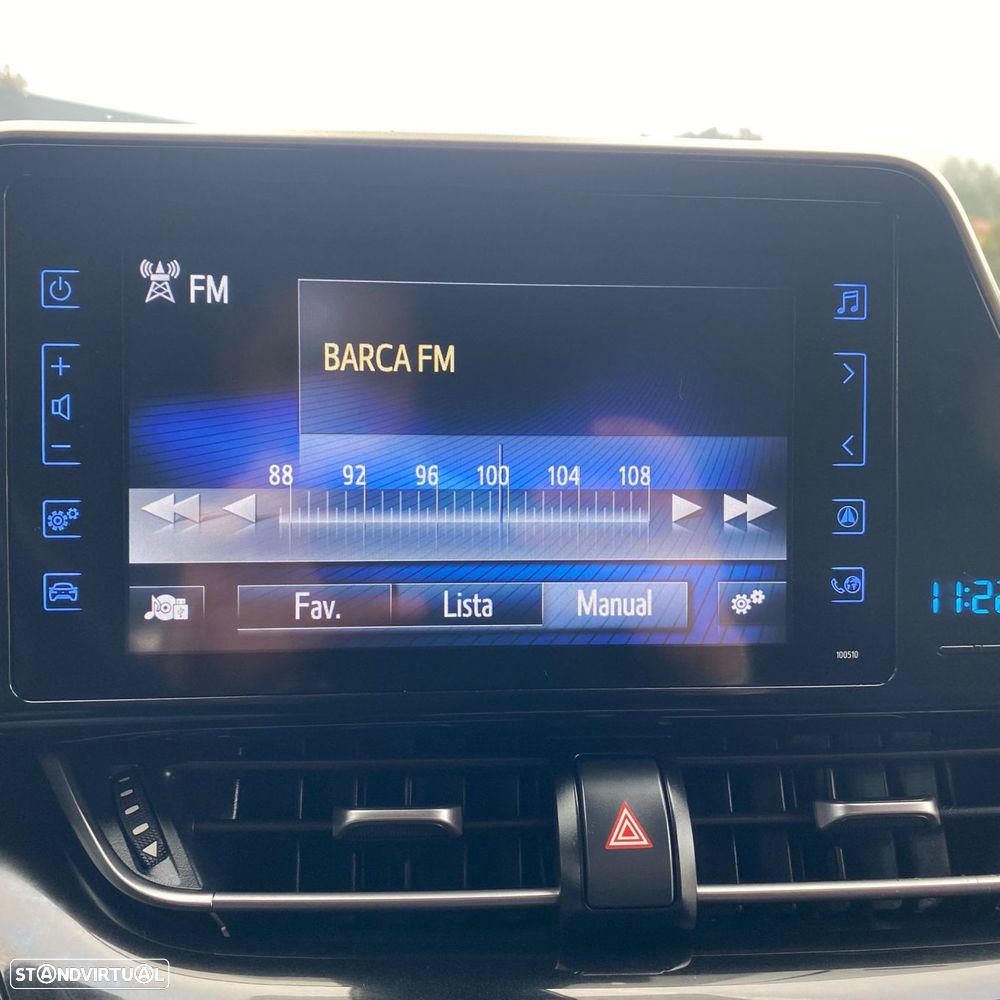 FM
BARCA FM
88 92 96 100 104 108
Fav. Lista Manual
100510
STANDVIRTUAL